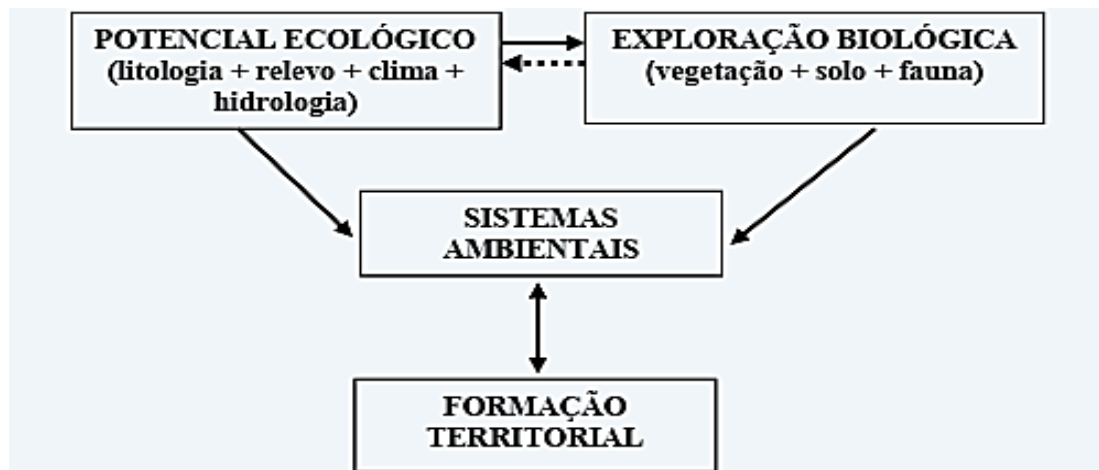 POTENCIAL ECOLÓGICO
(litologia + relevo + clima +
hidrologia)
EXPLORAÇÃO BIOLÓGICA
(vegetação + solo + fauna)
SISTEMAS
AMBIENTAIS
FORMAÇÃO
TERRITORIAL